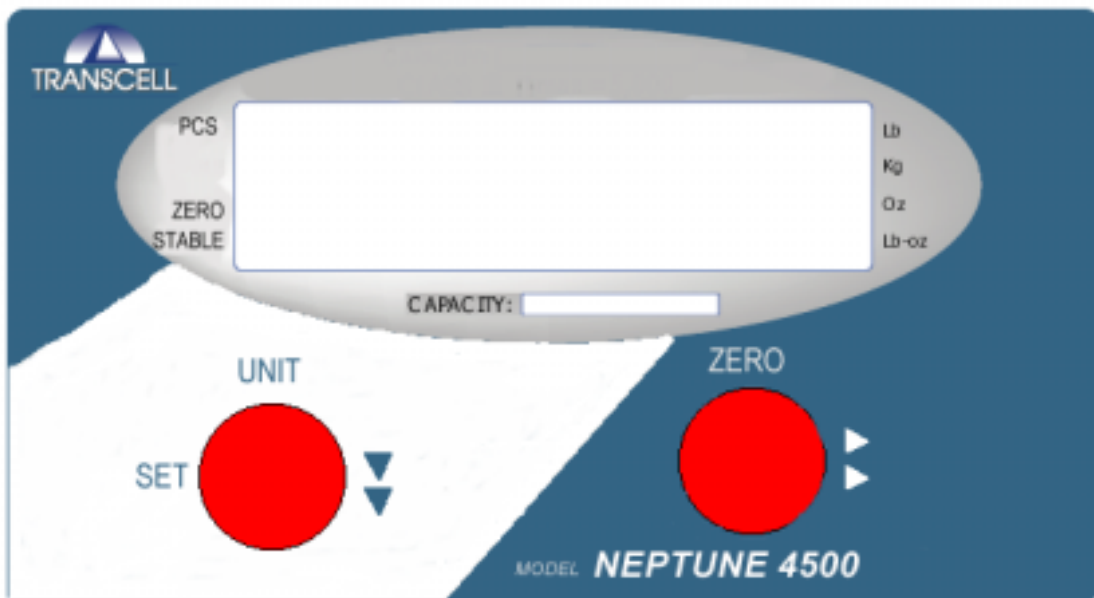 TRANSCELL
PCS
ZERO
STABLE
Lb
Kg
Oz
Lb-oz
CAPACITY:
UNIT
SET
ZERO
MODEL NEPTUNE 4500